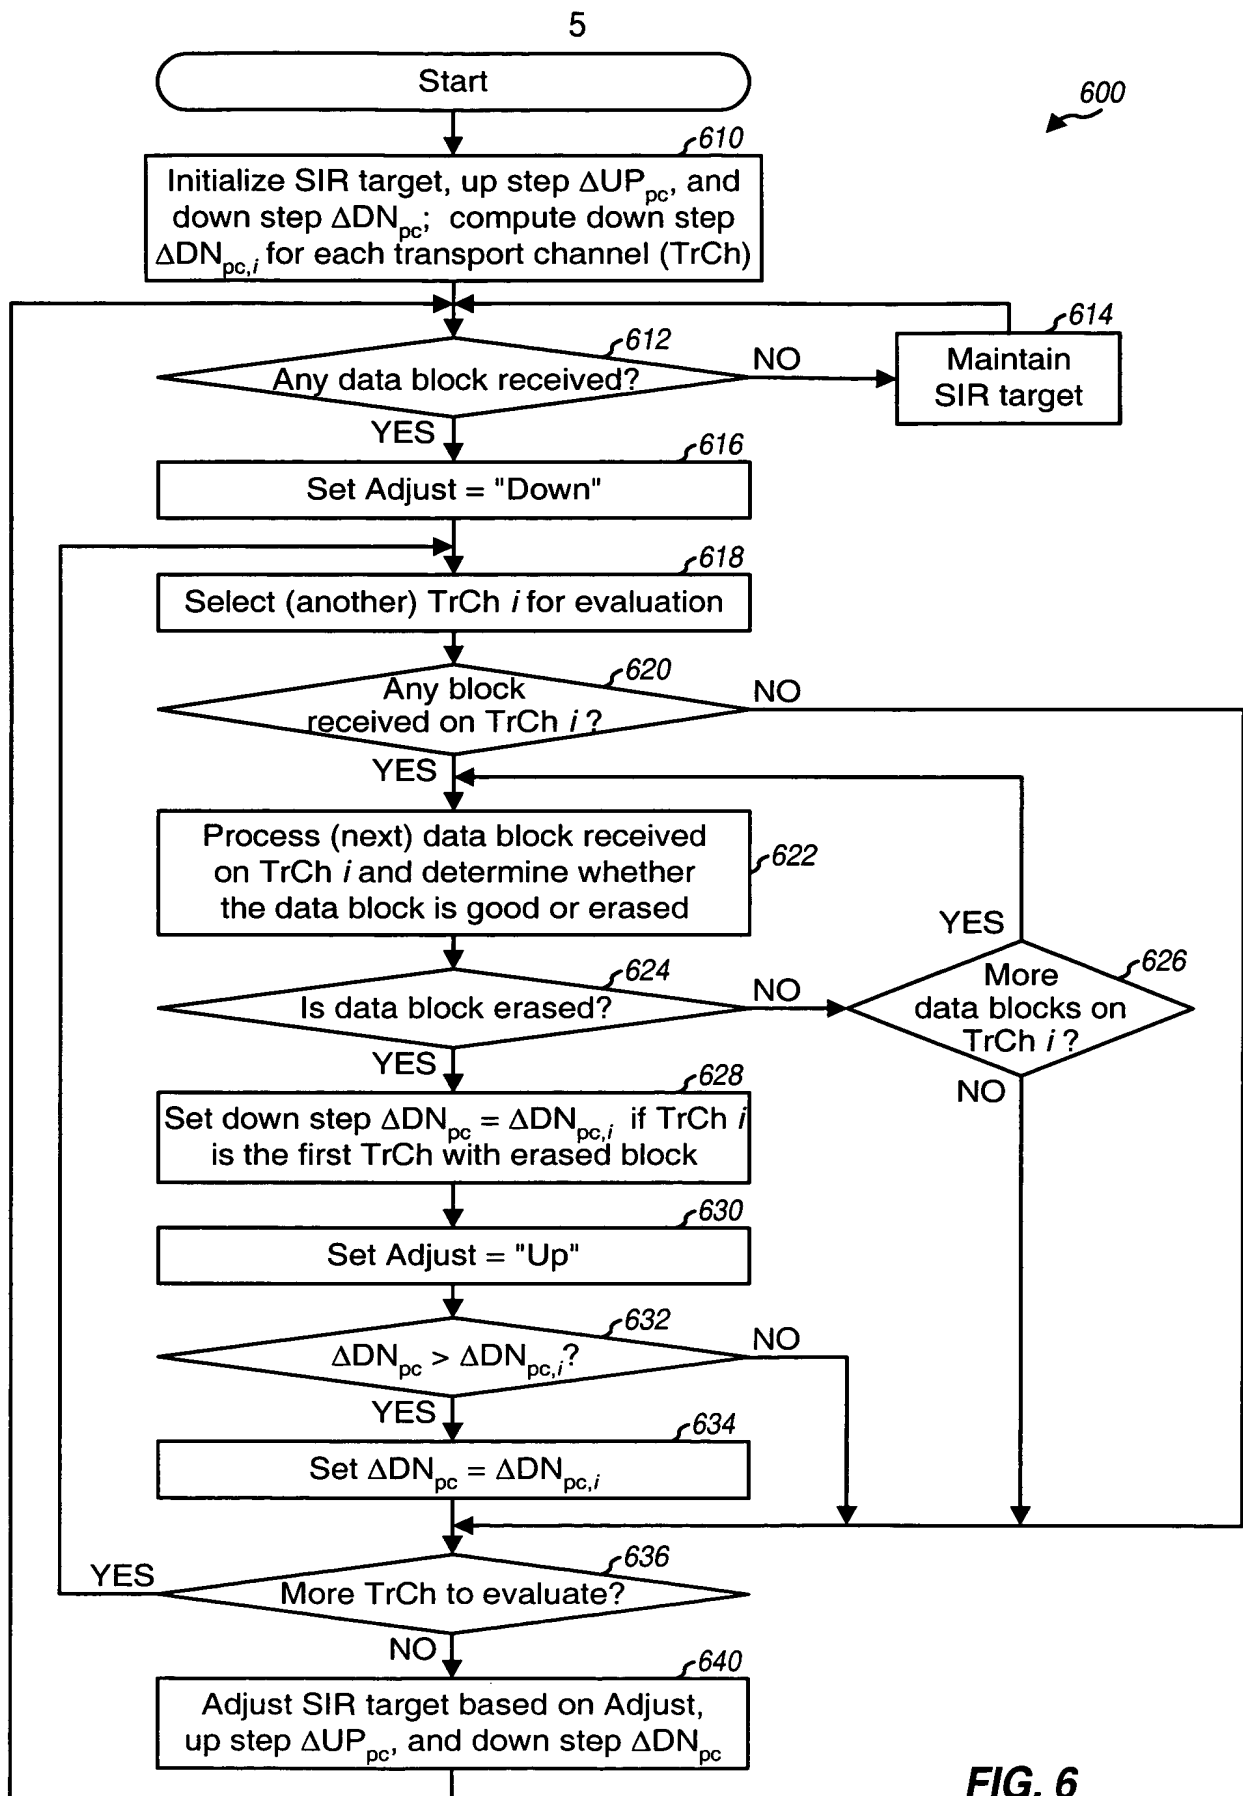 5
Start
600
610
Initialize SIR target, up step ΔUPpc, and
down step ΔDNpc; compute down step
ΔDNpc,i for each transport channel (TrCh)
612
Any data block received?
NO
614
Maintain
SIR target
YES
616
Set Adjust = "Down"
618
Select (another) TrCh i for evaluation
620
Any block
received on TrCh i ?
NO
YES
Process (next) data block received
on TrCh i and determine whether
the data block is good or erased
622
624
Is data block erased?
NO
YES
626
More
data blocks on
TrCh i ?
NO
YES
628
Set down step ΔDNpc = ΔDNpc,i if TrCh i
is the first TrCh with erased block
630
Set Adjust = "Up"
632
ΔDNpc > ΔDNpc,i?
NO
YES
634
Set ΔDNpc = ΔDNpc,i
636
More TrCh to evaluate?
YES
NO
640
Adjust SIR target based on Adjust,
up step ΔUPpc, and down step ΔDNpc
FIG. 6